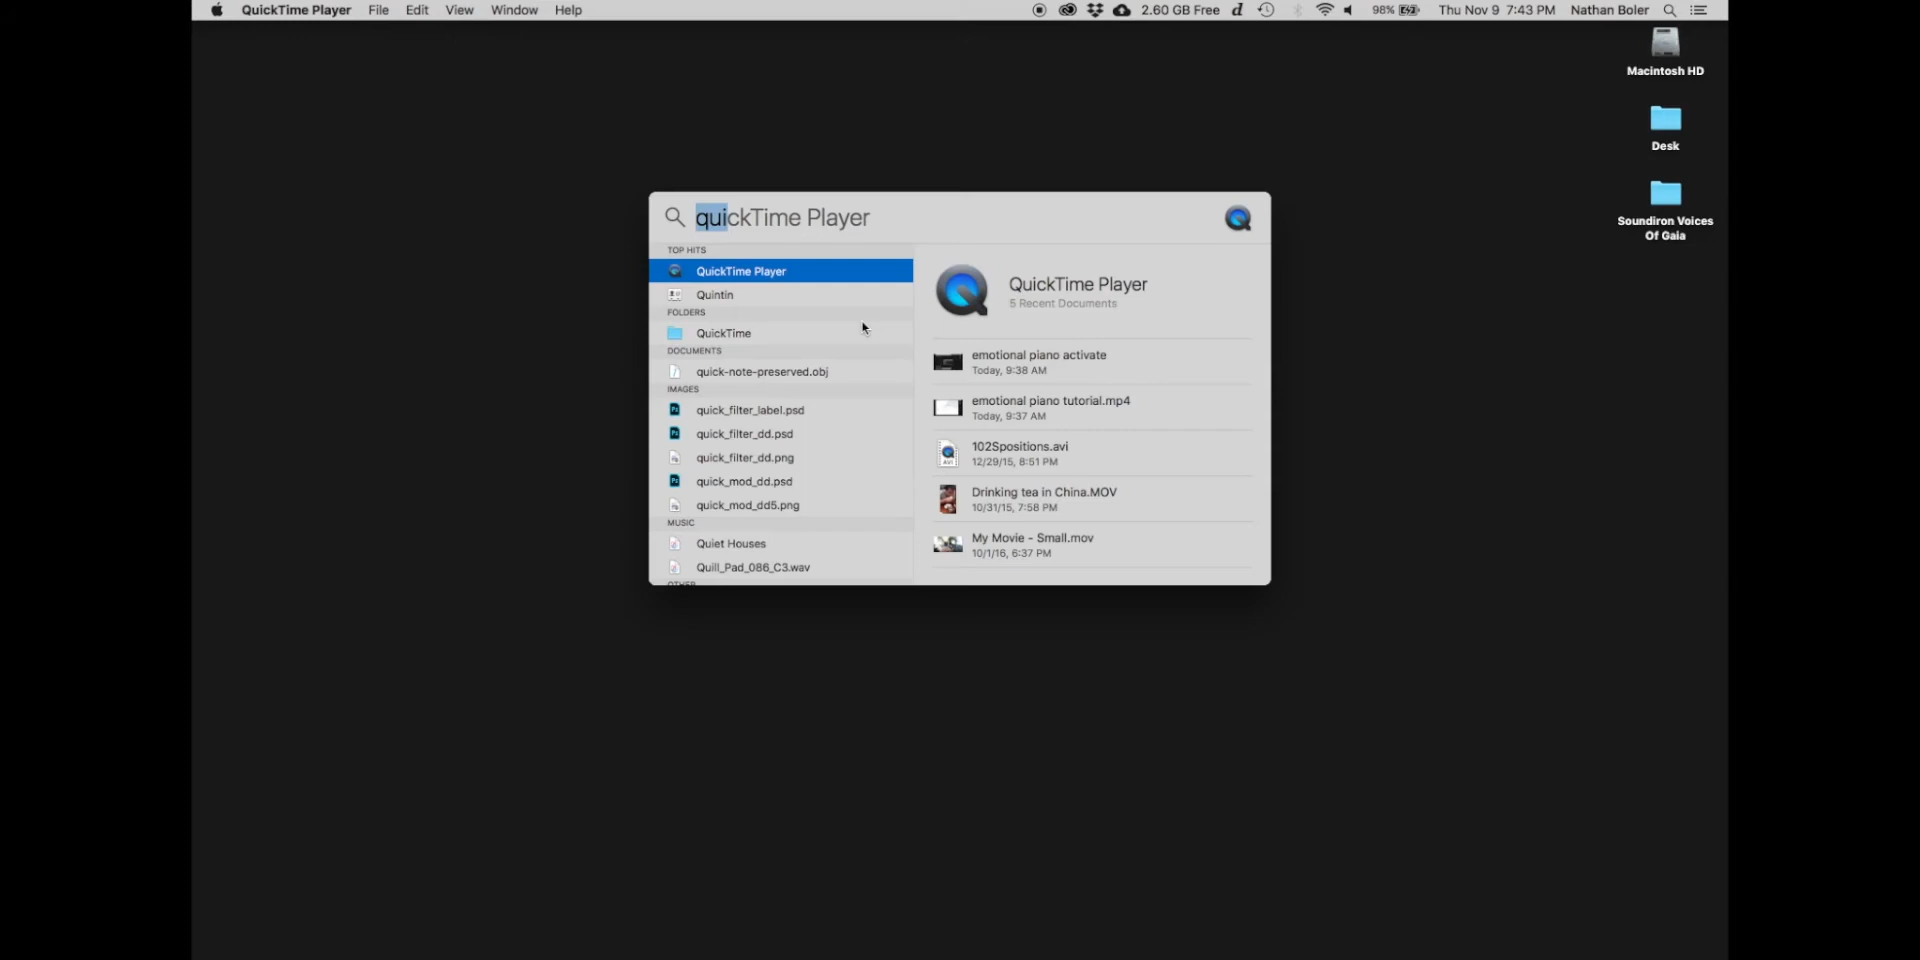 QuickTime Player File Edit View Window Help 2.60 GB Free d 98% Thu Nov 9 7:43 PM Nathan Boler
Macintosh HD
Desk
Soundiron Voices
Of Gaia
quickTime Player
TOP HITS
QuickTime Player
Quintin
FOLDERS
QuickTime
DOCUMENTS
quick-note-preserved.obj
IMAGES
quick_filter_label.psd
quick_filter_dd.psd
quick_filter_dd.png
quick_mod_dd.psd
quick_mod_dd5.png
MUSIC
Quiet Houses
Quill_Pad_086_C3.wav
OTHER
QuickTime Player
5 Recent Documents
emotional piano activate
Today, 9:38 AM
emotional piano tutorial.mp4
Today, 9:37 AM
102Spositions.avi
12/29/15, 8:51 PM
Drinking tea in China.MOV
10/31/15, 7:58 PM
My Movie - Small.mov
10/1/16, 6:37 PM